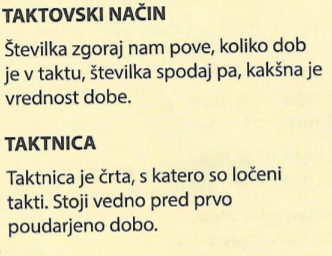 TAKTOVSKI NAČIN
Številka zgoraj nam pove, koliko dob
je v taktu, številka spodaj pa, kakšna je
vrednost dobe.
TAKTNICA
Taktnica je črta, s katero so ločeni
takti. Stoji vedno pred prvo
poudarjeno dobo.